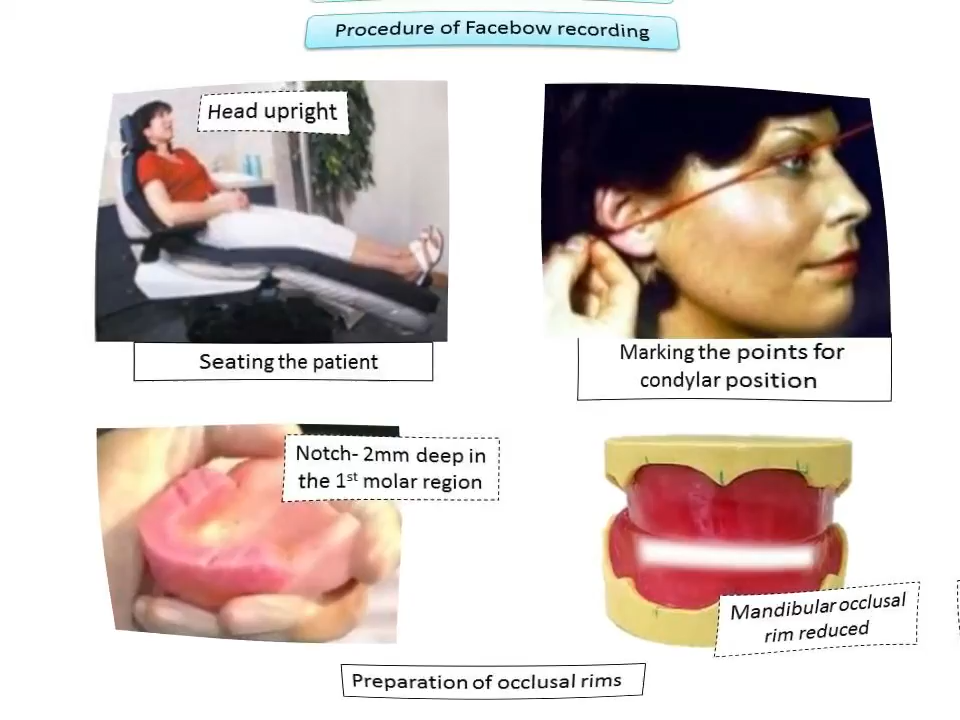 Procedure of Facebow recording
Head upright
Seating the patient
Marking the points for
condylar position
Notch- 2mm deep in
the 1st molar region
Mandibular occlusal
rim reduced
Preparation of occlusal rims